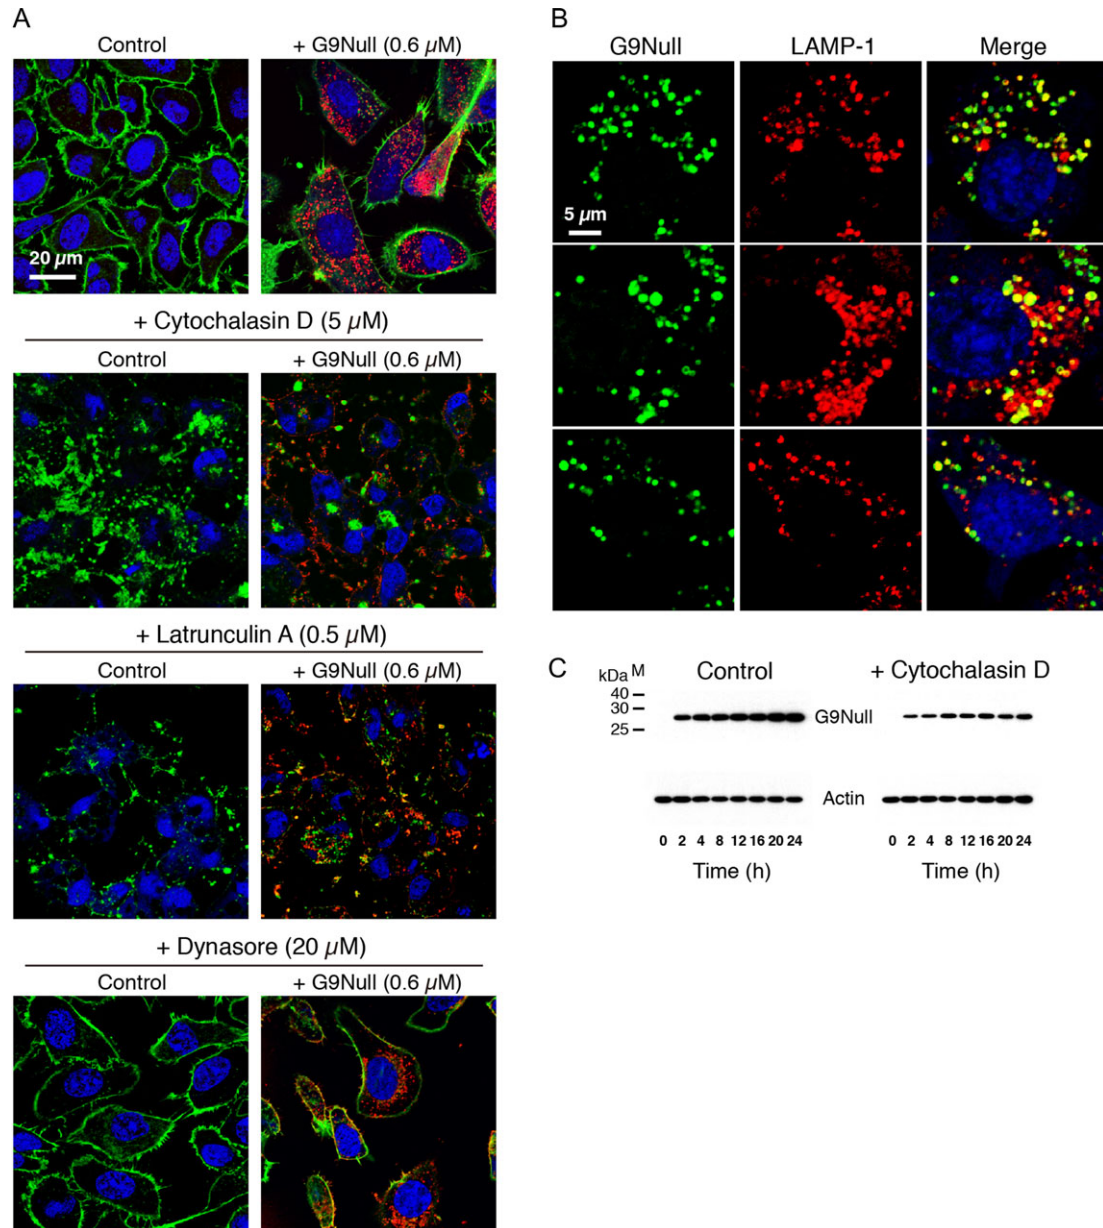 A
Control
+ G9Null (0.6 µM)
20 µm
+ Cytochalasin D (5 µM)
Control
+ G9Null (0.6 µM)
+ Latrunculin A (0.5 µM)
Control
+ G9Null (0.6 µM)
+ Dynasore (20 µM)
Control
+ G9Null (0.6 µM)
B
G9Null
LAMP-1
Merge
5 µm
C
kDa M
Control
+ Cytochalasin D
40
30
25
G9Null
Actin
0 2 4 8 12 16 20 24
0 2 4 8 12 16 20 24
Time (h)
Time (h)